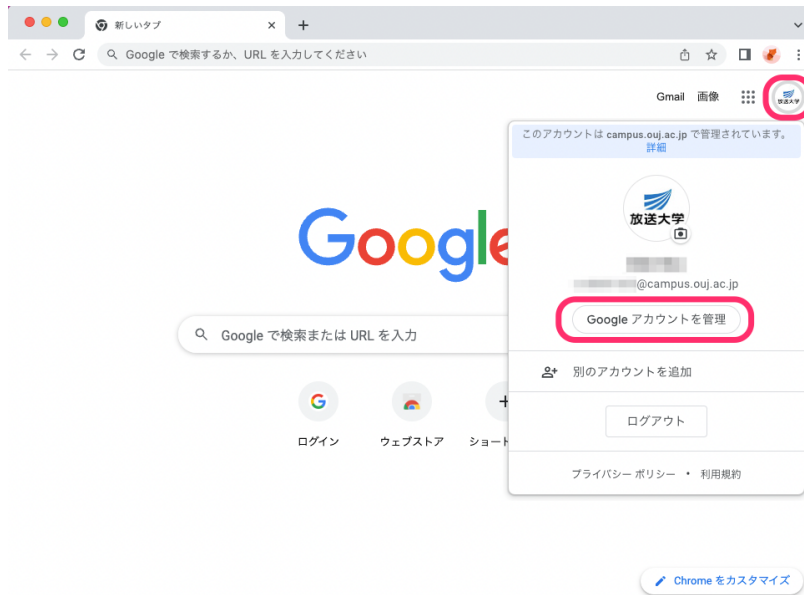 新しいタブ
Google で検索するか、URL を入力してください
Gmail 画像
放送大学
このアカウントは campus.ouj.ac.jp で管理されています。
詳細
放送大学
@campus.ouj.ac.jp
Google アカウントを管理
Google
Google で検索または URL を入力
別のアカウントを追加
ログイン
ウェブストア
ショート
ログアウト
プライバシー ポリシー • 利用規約
Chrome をカスタマイズ